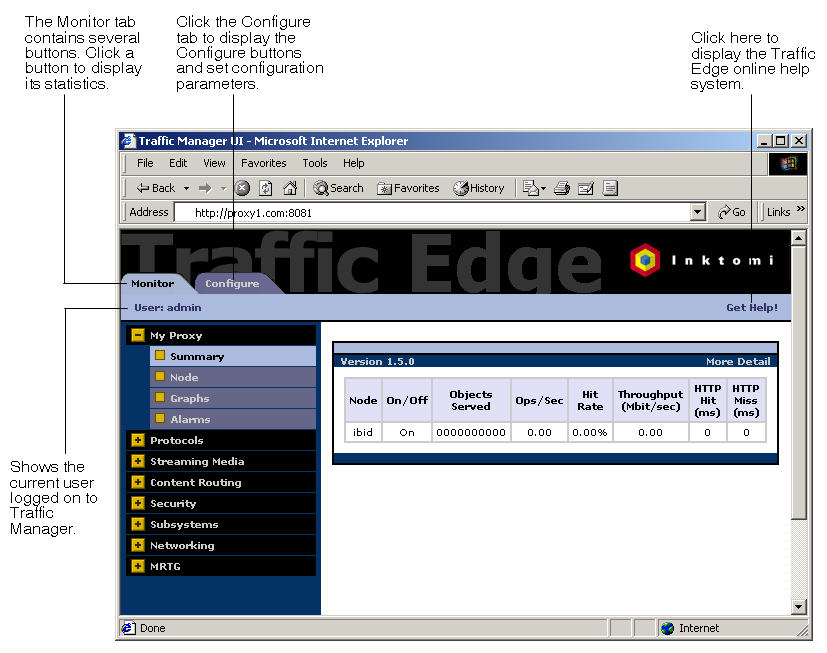 The Monitor tab
contains several
buttons. Click a
button to display
its statistics.
Click the Configure
tab to display the
Configure buttons
and set configuration
parameters.
Click here to
display the Traffic
Edge online help
system.
Traffic Manager UI - Microsoft Internet Explorer
File Edit View Favorites Tools Help
Back Search Favorites History
Address http://proxy1.com:8081 Go Links »
Traffic Edge
Inktomi
Monitor Configure
User: admin Get Help!
My Proxy
Summary
Node
Graphs
Alarms
Protocols
Streaming Media
Content Routing
Security
Subsystems
Networking
MRTG
Version 1.5.0 More Detail
Node On/Off Objects Served Ops/Sec Hit Rate Throughput (Mbit/sec) HTTP Hit (ms) HTTP Miss (ms)
ibid On 0000000000 0.00 0.00% 0.00 0 0
Shows the
current user
logged on to
Traffic
Manager.
Done Internet